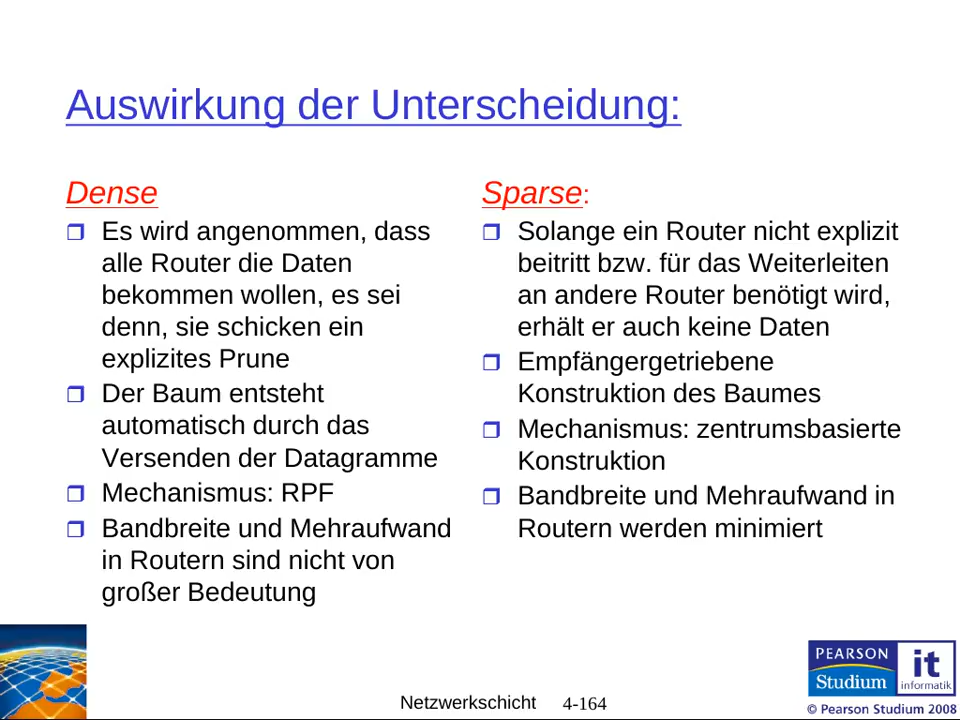 Auswirkung der Unterscheidung:
Dense
Es wird angenommen, dass
alle Router die Daten
bekommen wollen, es sei
denn, sie schicken ein
explizites Prune
Der Baum entsteht
automatisch durch das
Versenden der Datagramme
Mechanismus: RPF
Bandbreite und Mehraufwand
in Routern sind nicht von
großer Bedeutung
Sparse:
Solange ein Router nicht explizit
beitritt bzw. für das Weiterleiten
an andere Router benötigt wird,
erhält er auch keine Daten
Empfängergetriebene
Konstruktion des Baumes
Mechanismus: zentrumsbasierte
Konstruktion
Bandbreite und Mehraufwand in
Routern werden minimiert
Netzwerkschicht 4-164
PEARSON
Studium
it
informatik
© Pearson Studium 2008